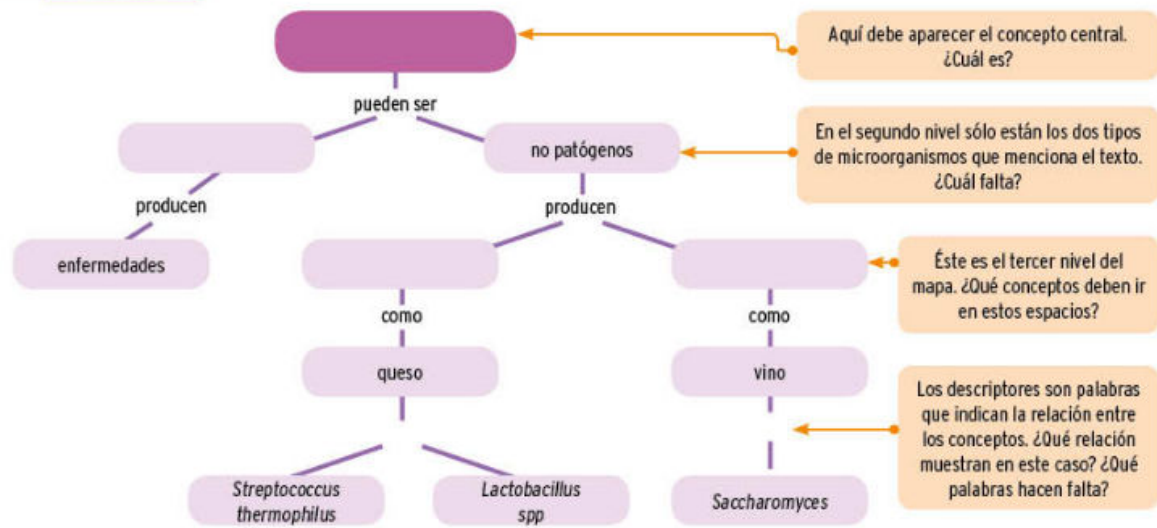 Aquí debe aparecer el concepto central.
¿Cuál es?
pueden ser
no patógenos
En el segundo nivel sólo están los dos tipos
de microorganismos que menciona el texto.
¿Cuál falta?
producen
producen
enfermedades
Éste es el tercer nivel del
mapa. ¿Qué conceptos deben ir
en estos espacios?
como
como
queso
vino
Los descriptores son palabras
que indican la relación entre
los conceptos. ¿Qué relación
muestran en este caso? ¿Qué
palabras hacen falta?
Streptococcus
thermophilus
Lactobacillus
spp
Saccharomyces